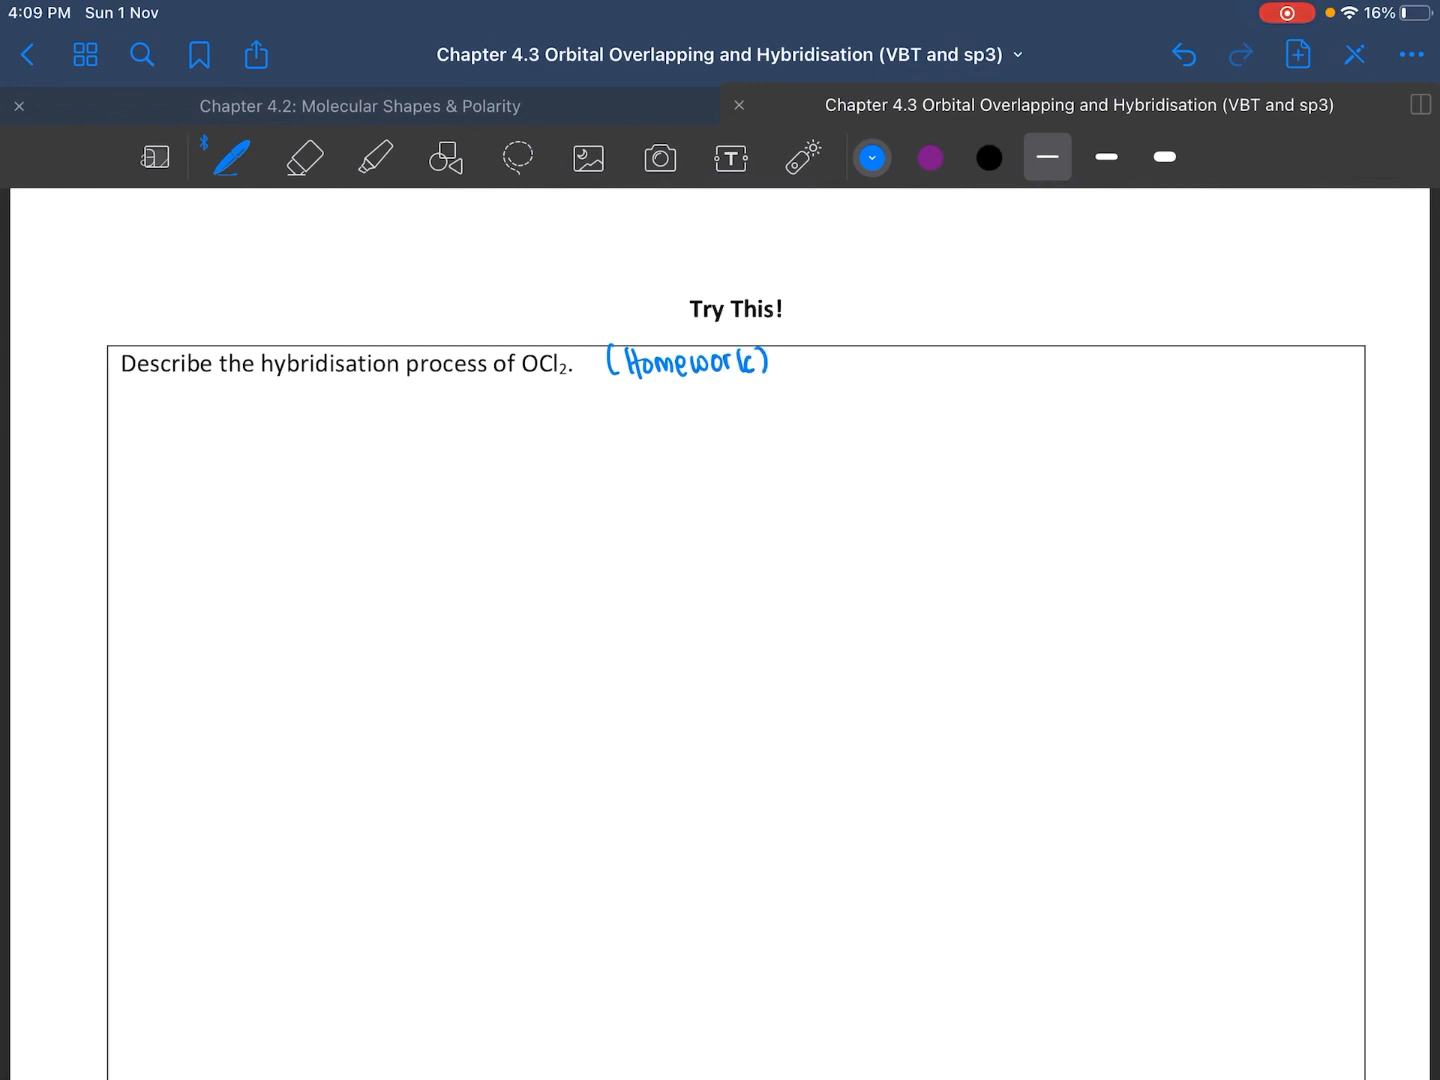 4:09 PM Sun 1 Nov 16%
Chapter 4.3 Orbital Overlapping and Hybridisation (VBT and sp3)
Chapter 4.2: Molecular Shapes & Polarity
Chapter 4.3 Orbital Overlapping and Hybridisation (VBT and sp3)
T
Try This!
Describe the hybridisation process of OCl₂. (Homework)